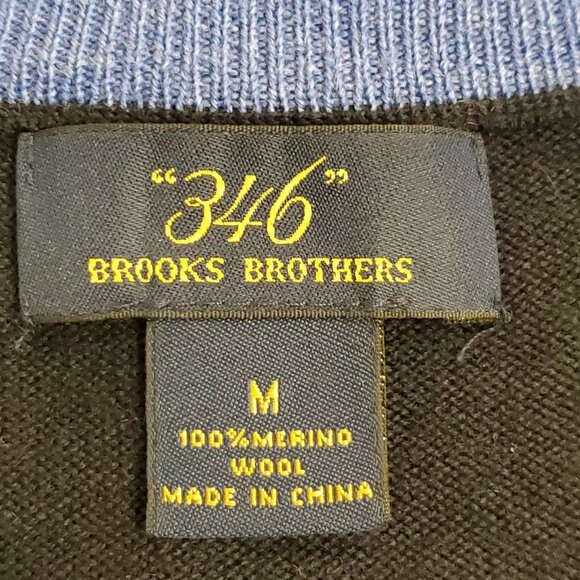 “346”
BROOKS BROTHERS
M
100%MERINO
WOOL
MADE IN CHINA